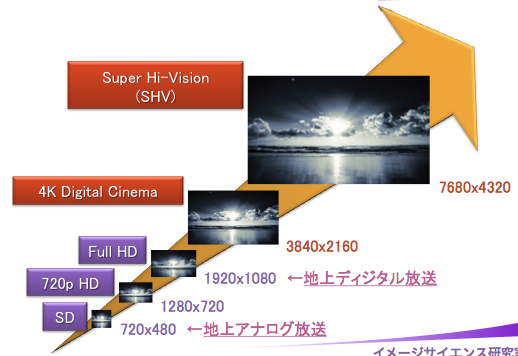 Super Hi-Vision
(SHV)
7680x4320
4K Digital Cinema
3840x2160
Full HD
1920x1080 ←地上ディジタル放送
720p HD
1280x720
SD
720x480 ←地上アナログ放送
イメージサイエンス研究室